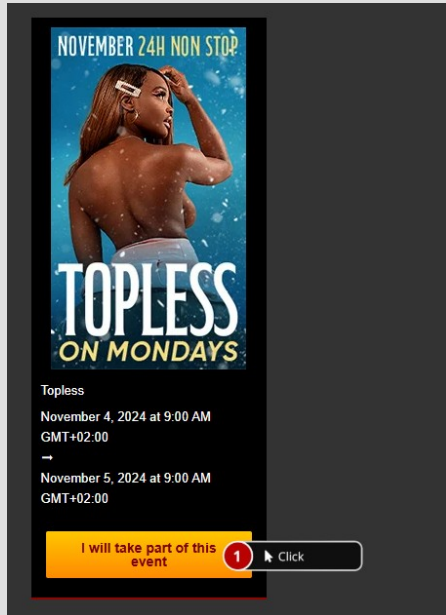 NOVEMBER 24H NON STOP
TOPLESS
ON MONDAYS
Topless
November 4, 2024 at 9:00 AM
GMT+02:00
→
November 5, 2024 at 9:00 AM
GMT+02:00
I will take part of this
event
1 Click